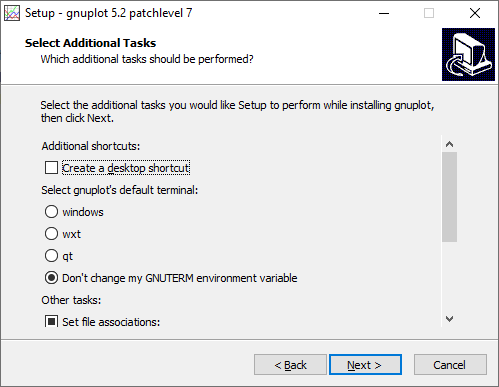 Setup - gnuplot 5.2 patchlevel 7
Select Additional Tasks
Which additional tasks should be performed?
Select the additional tasks you would like Setup to perform while installing gnuplot,
then click Next.
Additional shortcuts:
Create a desktop shortcut
Select gnuplot's default terminal:
windows
wxt
qt
Don't change my GNUTERM environment variable
Other tasks:
Set file associations:
< Back
Next >
Cancel